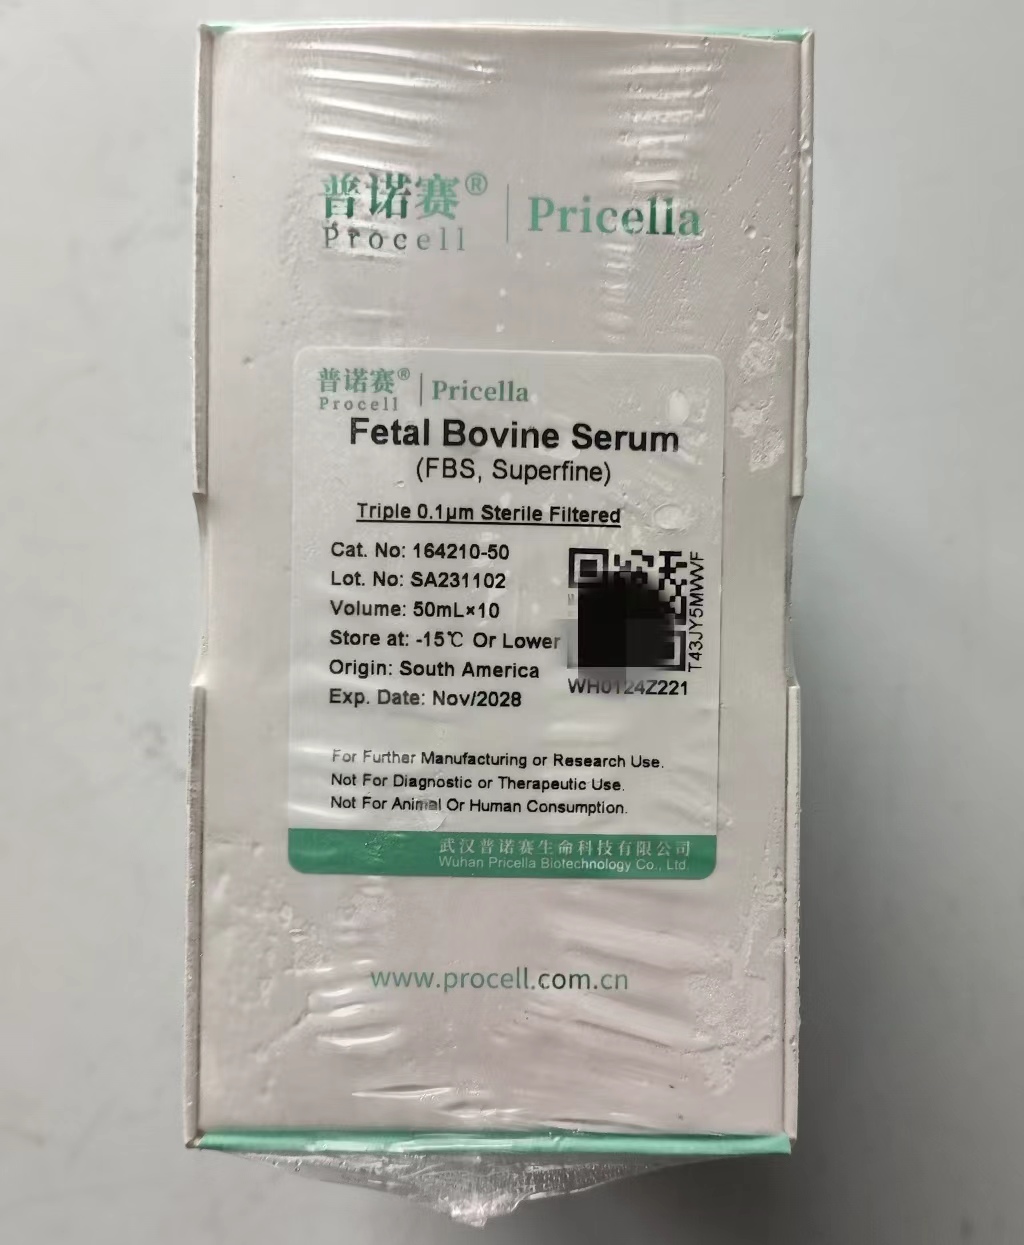 普诺赛® | Pricella
Procell
普诺赛® | Pricella
Procell
Fetal Bovine Serum
(FBS, Superfine)
Triple 0.1μm Sterile Filtered
Cat. No: 164210-50
Lot. No: SA231102
Volume: 50mL×10
Store at: -15℃ Or Lower
Origin: South America
Exp. Date: Nov/2028
T43JY5MWVF
WH0124Z221
For Further Manufacturing or Research Use.
Not For Diagnostic or Therapeutic Use.
Not For Animal Or Human Consumption.
武汉普诺赛生命科技有限公司
Wuhan Pricella Biotechnology Co., Ltd.
www.procell.com.cn